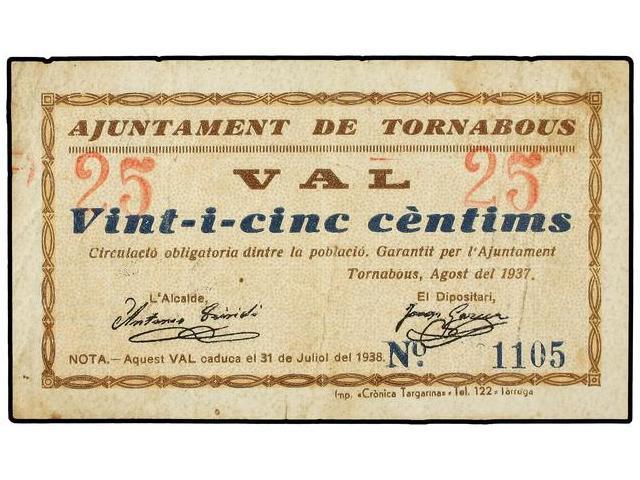 AJUNTAMENT DE TORNABOUS
25 VAL 25
Vint-i-cinc cèntims
Circulació obligatoria dintre la població. Garantit per l'Ajuntament
Tornabous, Agost del 1937.
L'Alcalde, El Dipositari,
Antonio
NOTA.—Aquest VAL caduca el 31 de Juliol del 1938. Nº. 1105
Imp. «Crònica Targarina» - Tel. 122 - Tàrrega